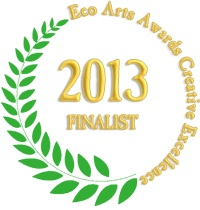 Eco Arts Awards Creative Excellence
2013
FINALIST